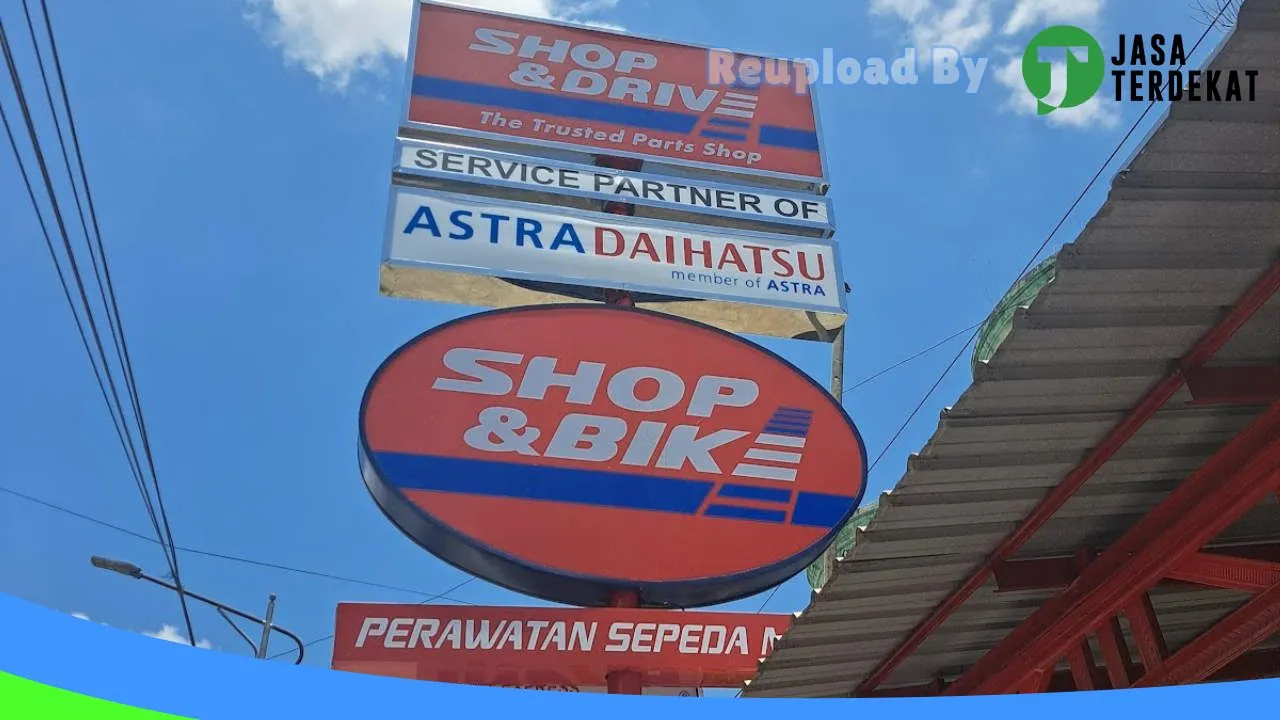 SHOP
& DRIVE
The Trusted Parts Shop
Reupload By
JASA
TERDEKAT
SERVICE PARTNER OF
ASTRA DAIHATSU
member of ASTRA
SHOP
& BIKE
PERAWATAN SEPEDA